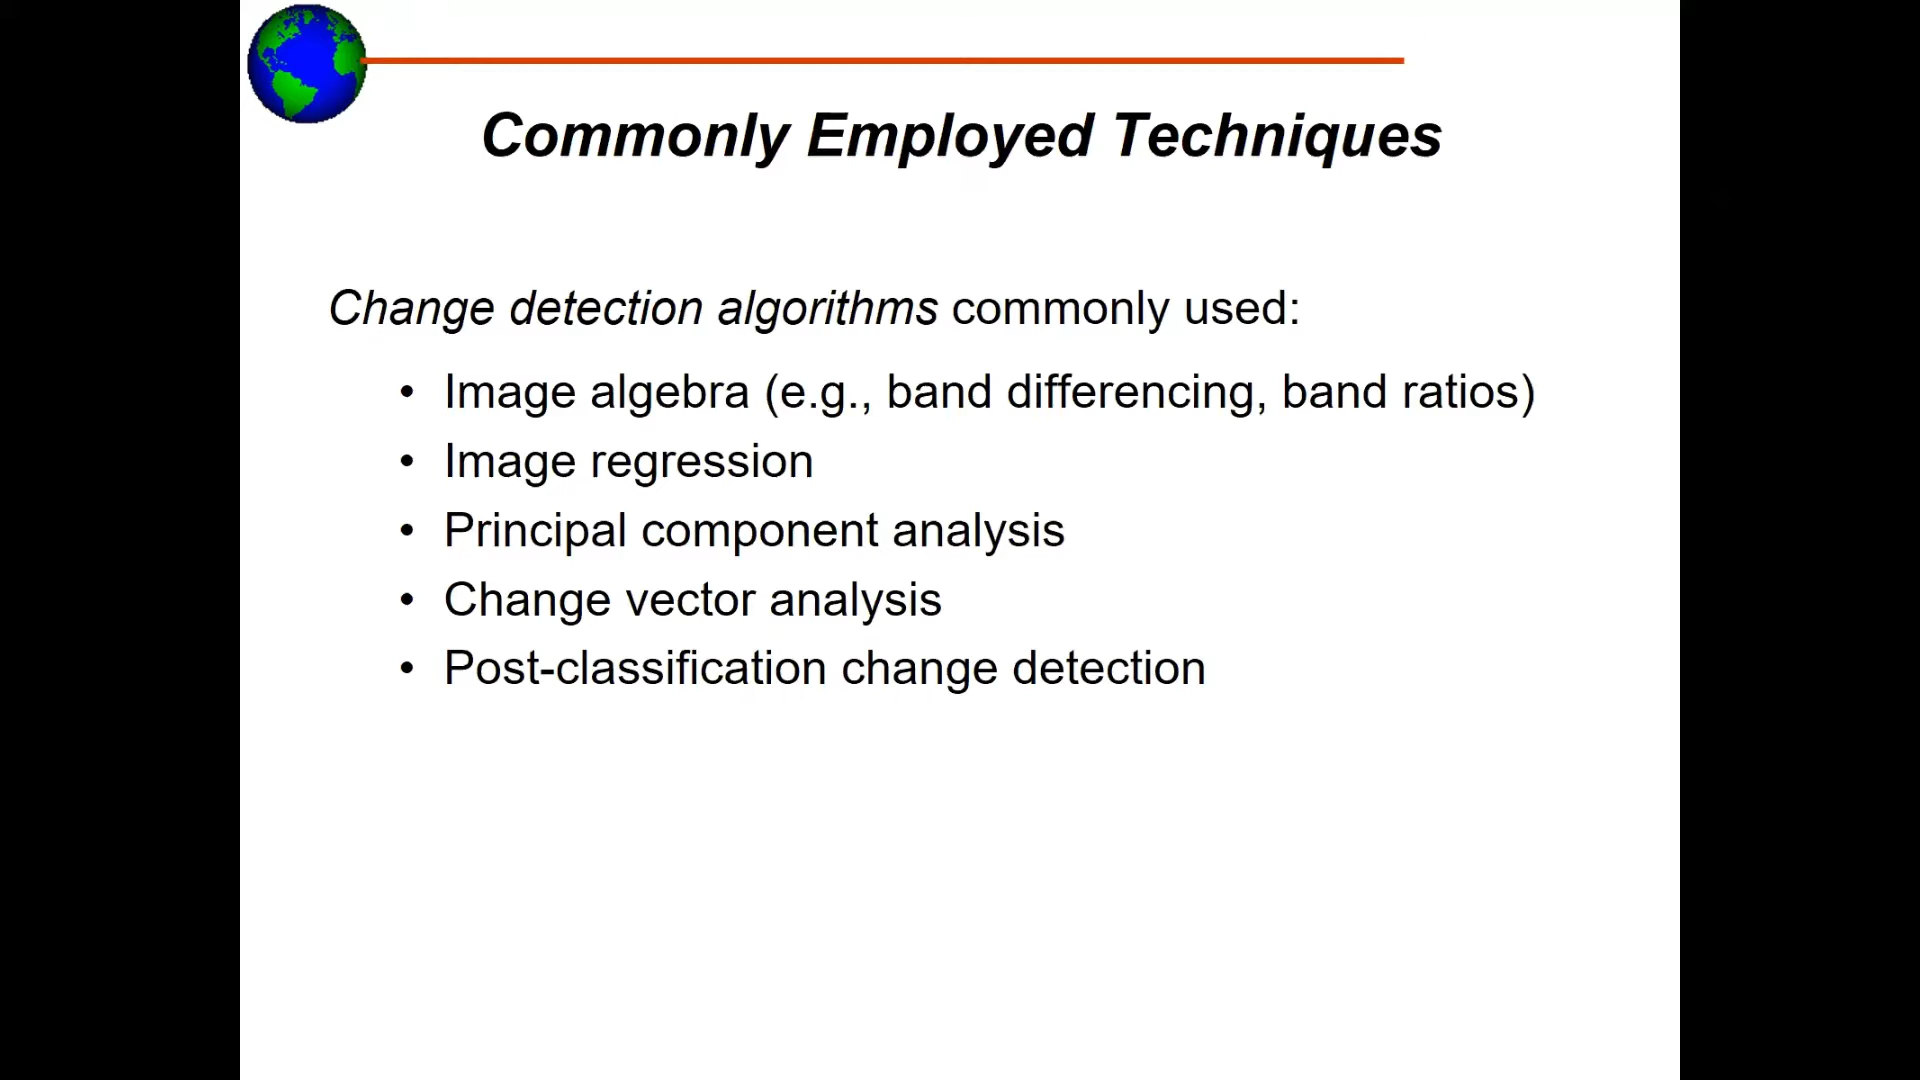 Commonly Employed Techniques
Change detection algorithms commonly used:
• Image algebra (e.g., band differencing, band ratios)
• Image regression
• Principal component analysis
• Change vector analysis
• Post-classification change detection